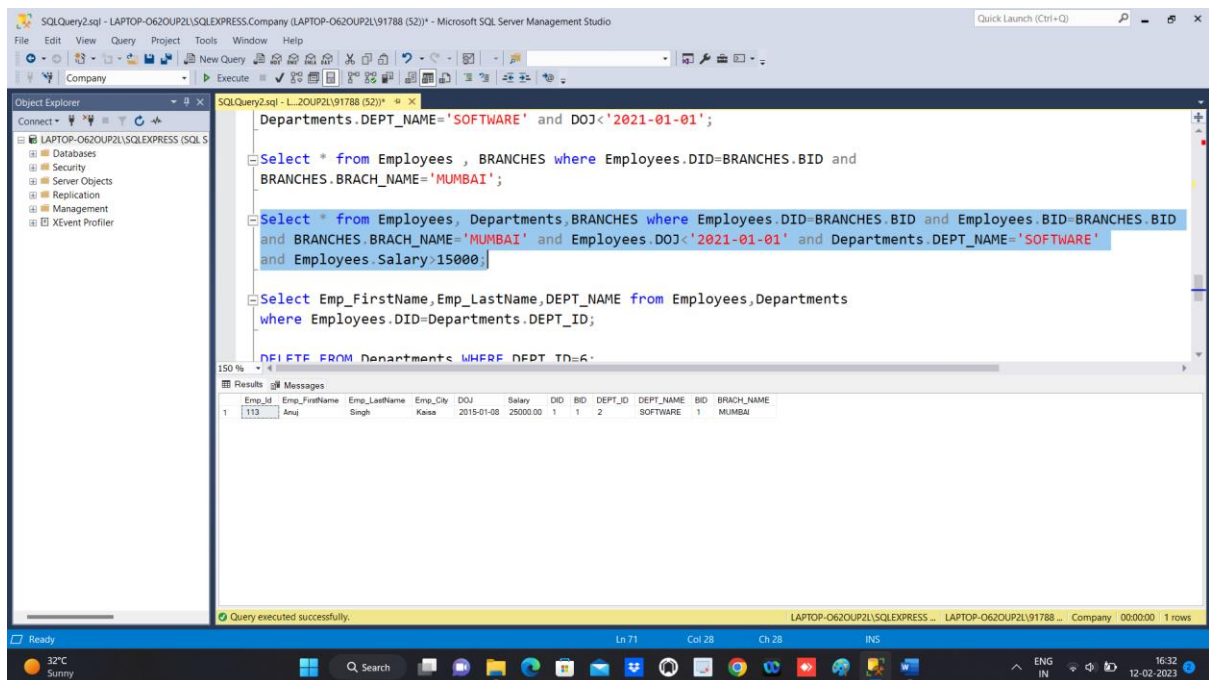 SQLQuery2.sql - LAPTOP-O62OUP2L\SQLEXPRESS.Company (LAPTOP-O62OUP2L\91788 (52))* - Microsoft SQL Server Management Studio
Quick Launch (Ctrl+Q)
File Edit View Query Project Tools Window Help
New Query
Company
Execute
Object Explorer
SQLQuery2.sql - L...2OUP2L\91788 (52))*
Connect
LAPTOP-O62OUP2L\SQLEXPRESS (SQL S
Databases
Security
Server Objects
Replication
Management
XEvent Profiler
Departments.DEPT_NAME='SOFTWARE' and DOJ<'2021-01-01';
Select * from Employees , BRANCHES where Employees.DID=BRANCHES.BID and
BRANCHES.BRACH_NAME='MUMBAI';
Select * from Employees, Departments,BRANCHES where Employees.DID=BRANCHES.BID and Employees.BID=BRANCHES.BID
and BRANCHES.BRACH_NAME='MUMBAI' and Employees.DOJ<'2021-01-01' and Departments.DEPT_NAME='SOFTWARE'
and Employees.Salary>15000;
Select Emp_FirstName,Emp_LastName,DEPT_NAME from Employees,Departments
where Employees.DID=Departments.DEPT_ID;
DELETE FROM Departments WHERE DEPT_ID=6;
150 %
Results Messages
Emp_Id Emp_FirstName Emp_LastName Emp_City DOJ Salary DID BID DEPT_ID DEPT_NAME BID BRACH_NAME
1 113 Anuj Singh Kaisa 2015-01-08 25000.00 1 1 2 SOFTWARE 1 MUMBAI
Query executed successfully.
LAPTOP-O62OUP2L\SQLEXPRESS ... LAPTOP-O62OUP2L\91788 ... Company 00:00:00 1 rows
Ready
Ln 71 Col 28 Ch 28 INS
32°C
Sunny
Search
ENG
IN
16:32
12-02-2023
2